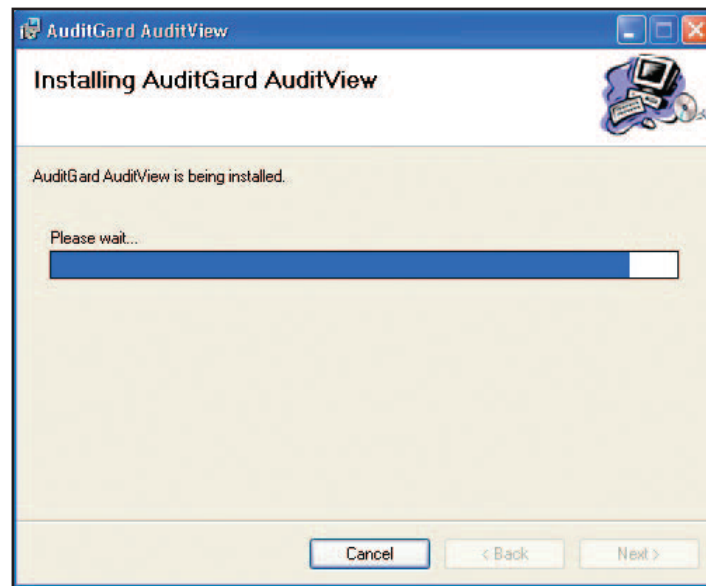 AuditGard AuditView
Installing AuditGard AuditView
AuditGard AuditView is being installed.
Please wait...
Cancel
< Back
Next >